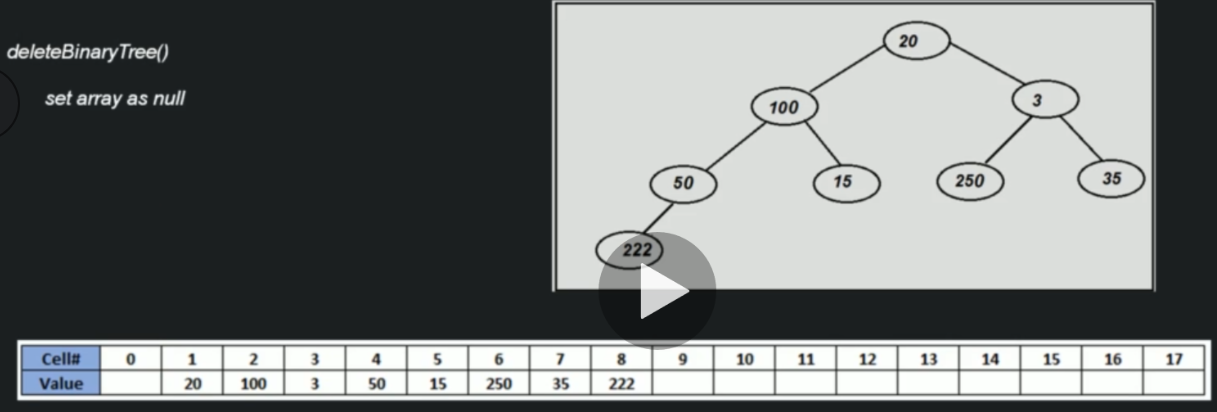 deleteBinaryTree()
set array as null
20
100 3
50 15 250 35
222
Cell# 0 1 2 3 4 5 6 7 8 9 10 11 12 13 14 15 16 17
Value 20 100 3 50 15 250 35 222